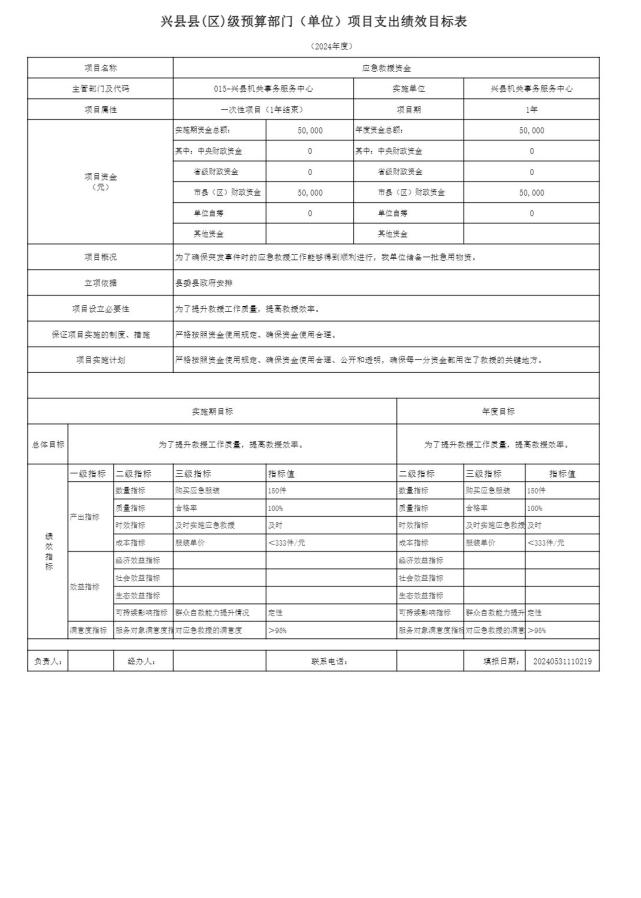 兴县县(区)级预算部门（单位）项目支出绩效目标表
（2024年度）
项目名称 应急救援资金
主管部门及代码 015-兴县机关事务服务中心 实施单位 兴县机关事务服务中心
项目属性 一次性项目（1年结束） 项目期 1年
项目资金（元） 实施期资金总额： 50,000 年度资金总额： 50,000
其中：中央财政资金 0 其中：中央财政资金 0
省级财政资金 0 省级财政资金 0
市县（区）财政资金 50,000 市县（区）财政资金 50,000
单位自筹 0 单位自筹 0
其他资金 其他资金
项目概况 为了确保突发事件时的应急救援工作能够得到顺利进行，我单位储备一批急用物资。
立项依据 县委县政府安排
项目设立必要性 为了提升救援工作质量，提高救援效率。
保证项目实施的制度、措施 严格按照资金使用规定、确保资金使用合理。
项目实施计划 严格按照资金使用规定、确保资金使用合理、公开和透明，确保每一分资金都用在了救援的关键地方。
实施期目标 年度目标
总体目标 为了提升救援工作质量，提高救援效率。 为了提升救援工作质量，提高救援效率。
绩效指标 一级指标 二级指标 三级指标 指标值 二级指标 三级指标 指标值
产出指标 数量指标 购买应急服装 150件 数量指标 购买应急服装 150件
质量指标 合格率 100% 质量指标 合格率 100%
时效指标 及时实施应急救援 及时 时效指标 及时实施应急救援 及时
成本指标 服装单价 <333件/元 成本指标 服装单价 <333件/元
效益指标 经济效益指标 经济效益指标
社会效益指标 社会效益指标
生态效益指标 生态效益指标
可持续影响指标 群众自救能力提升情况 定性 可持续影响指标 群众自救能力提升 定性
满意度指标 服务对象满意度指 对应急救援的满意度 >98% 服务对象满意度指标 对应急救援的满意 >98%
负责人： 经办人： 联系电话： 填报日期： 20240531110219